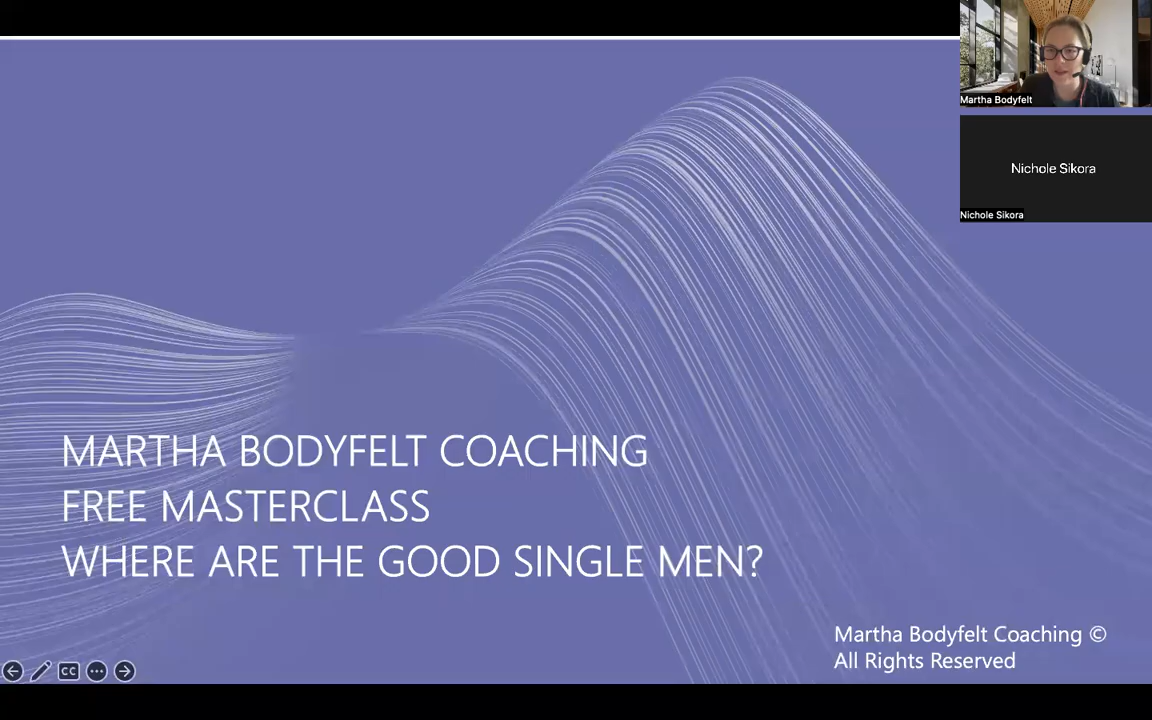 Martha Bodyfelt
Nichole Sikora
Nichole Sikora
MARTHA BODYFELT COACHING
FREE MASTERCLASS
WHERE ARE THE GOOD SINGLE MEN?
Martha Bodyfelt Coaching ©
All Rights Reserved
CC